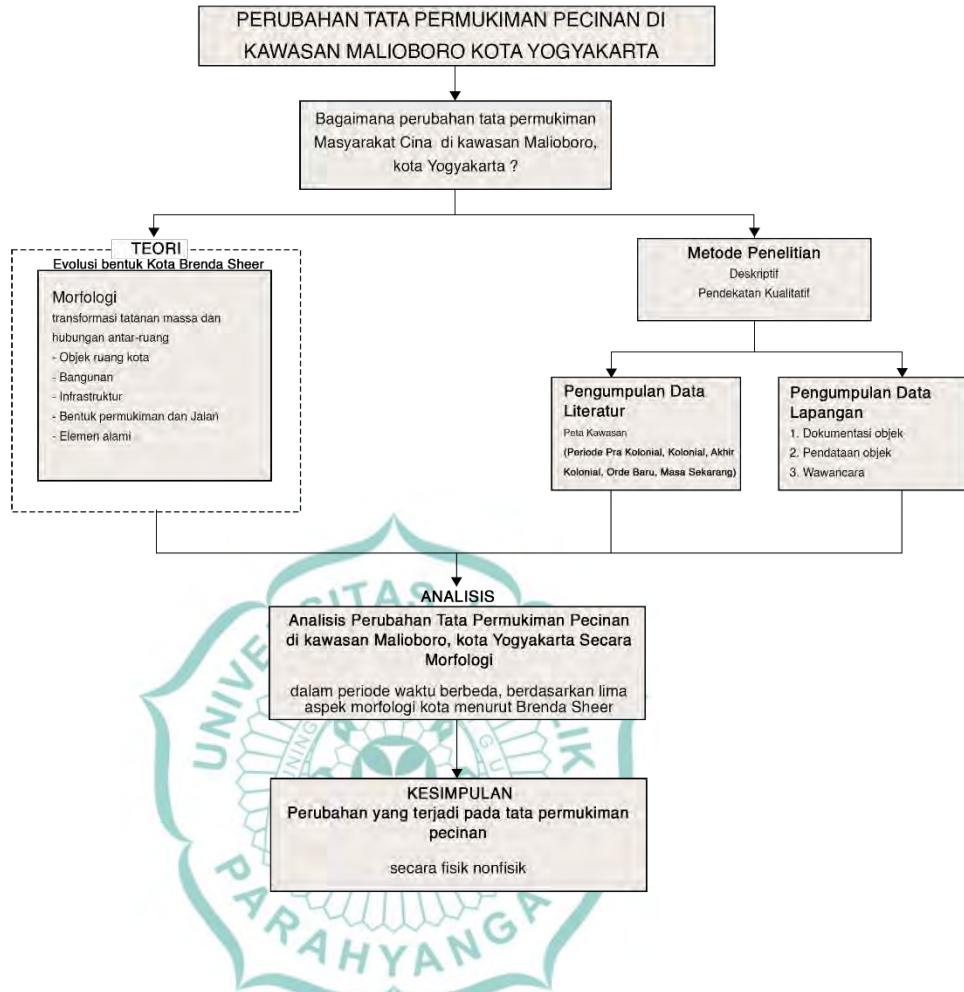 PERUBAHAN TATA PERMUKIMAN PECINAN DI
KAWASAN MALIOBORO KOTA YOGYAKARTA
Bagaimana perubahan tata permukiman
Masyarakat Cina di kawasan Malioboro,
kota Yogyakarta ?
TEORI
Evolusi bentuk Kota Brenda Sheer
Morfologi
transformasi tatanan massa dan
hubungan antar-ruang
- Objek ruang kota
- Bangunan
- Infrastruktur
- Bentuk permukiman dan Jalan
- Elemen alami
Metode Penelitian
Deskriptif
Pendekatan Kualitatif
Pengumpulan Data
Literatur
Peta Kawasan
(Periode Pra Kolonial, Kolonial, Akhir
Kolonial, Orde Baru, Masa Sekarang)
Pengumpulan Data
Lapangan
1. Dokumentasi objek
2. Pendataan objek
3. Wawancara
ANALISIS
Analisis Perubahan Tata Permukiman Pecinan
di kawasan Malioboro, kota Yogyakarta Secara
Morfologi
dalam periode waktu berbeda, berdasarkan lima
aspek morfologi kota menurut Brenda Sheer
KESIMPULAN
Perubahan yang terjadi pada tata permukiman
pecinan
secara fisik nonfisik